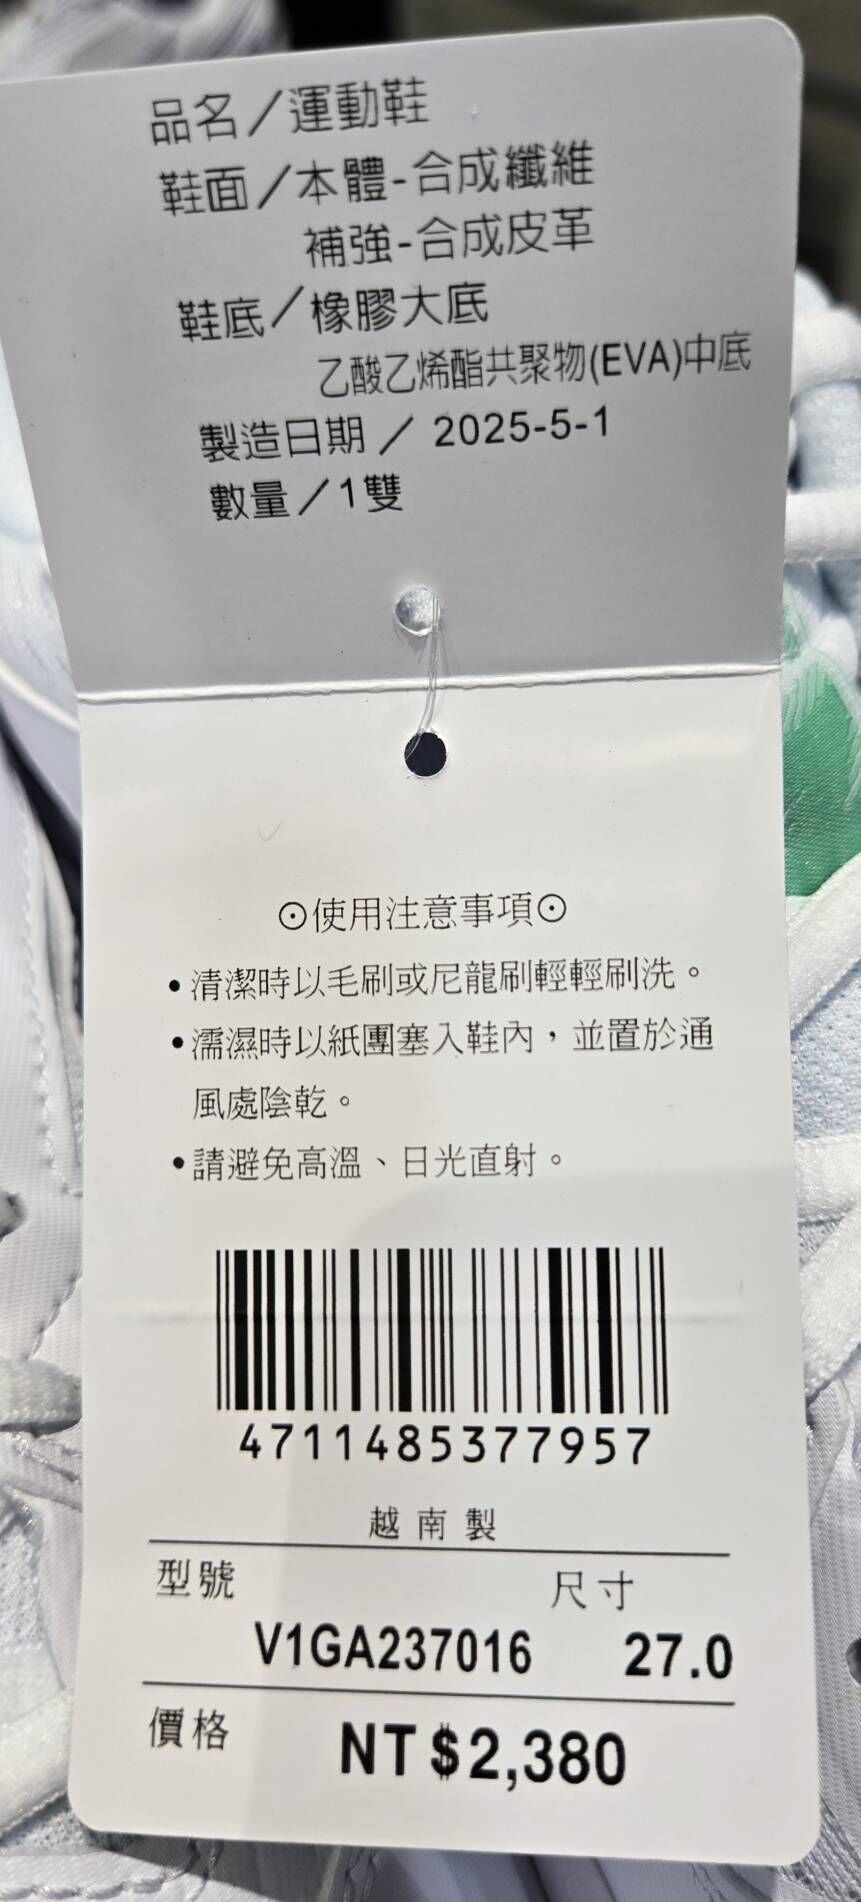 品名／運動鞋
鞋面／本體-合成纖維
補強-合成皮革
鞋底／橡膠大底
乙酸乙烯酯共聚物(EVA)中底
製造日期／2025-5-1
數量／1雙
⊙使用注意事項⊙
•清潔時以毛刷或尼龍刷輕輕刷洗。
•濡濕時以紙團塞入鞋內，並置於通
風處陰乾。
•請避免高溫、日光直射。
4711485377957
越南製
型號 尺寸
V1GA237016 27.0
價格 NT$2,380